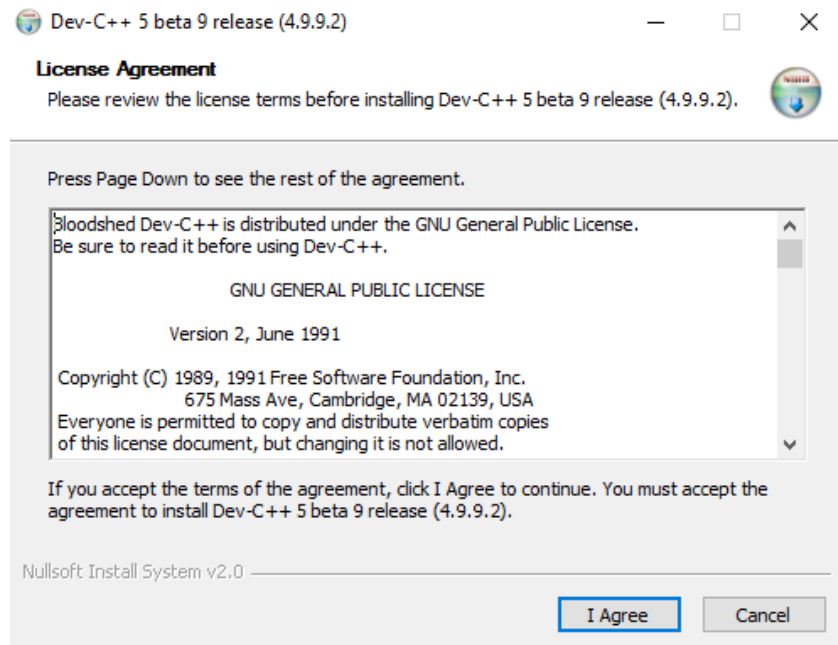 Dev-C++ 5 beta 9 release (4.9.9.2)
License Agreement
Please review the license terms before installing Dev-C++ 5 beta 9 release (4.9.9.2).
NULLSOFT
Press Page Down to see the rest of the agreement.
Bloodshed Dev-C++ is distributed under the GNU General Public License.
Be sure to read it before using Dev-C++.
GNU GENERAL PUBLIC LICENSE
Version 2, June 1991
Copyright (C) 1989, 1991 Free Software Foundation, Inc.
675 Mass Ave, Cambridge, MA 02139, USA
Everyone is permitted to copy and distribute verbatim copies
of this license document, but changing it is not allowed.
If you accept the terms of the agreement, click I Agree to continue. You must accept the
agreement to install Dev-C++ 5 beta 9 release (4.9.9.2).
Nullsoft Install System v2.0
I Agree
Cancel